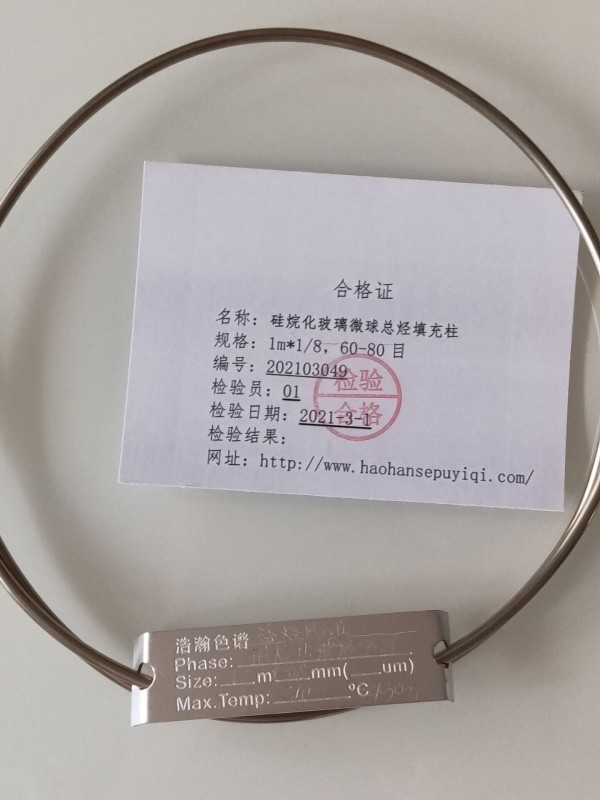 合格证
名称：硅烷化玻璃微球总烃填充柱
规格：1m*1/8，60-80目
编号：202103049
检验员：01
检验日期：2021-3-1
检验结果：
网址：http://www.haohansepuyiqi.com/
检验
合格
浩瀚色谱
Phase:
Size: m mm( um)
Max.Temp: ºC